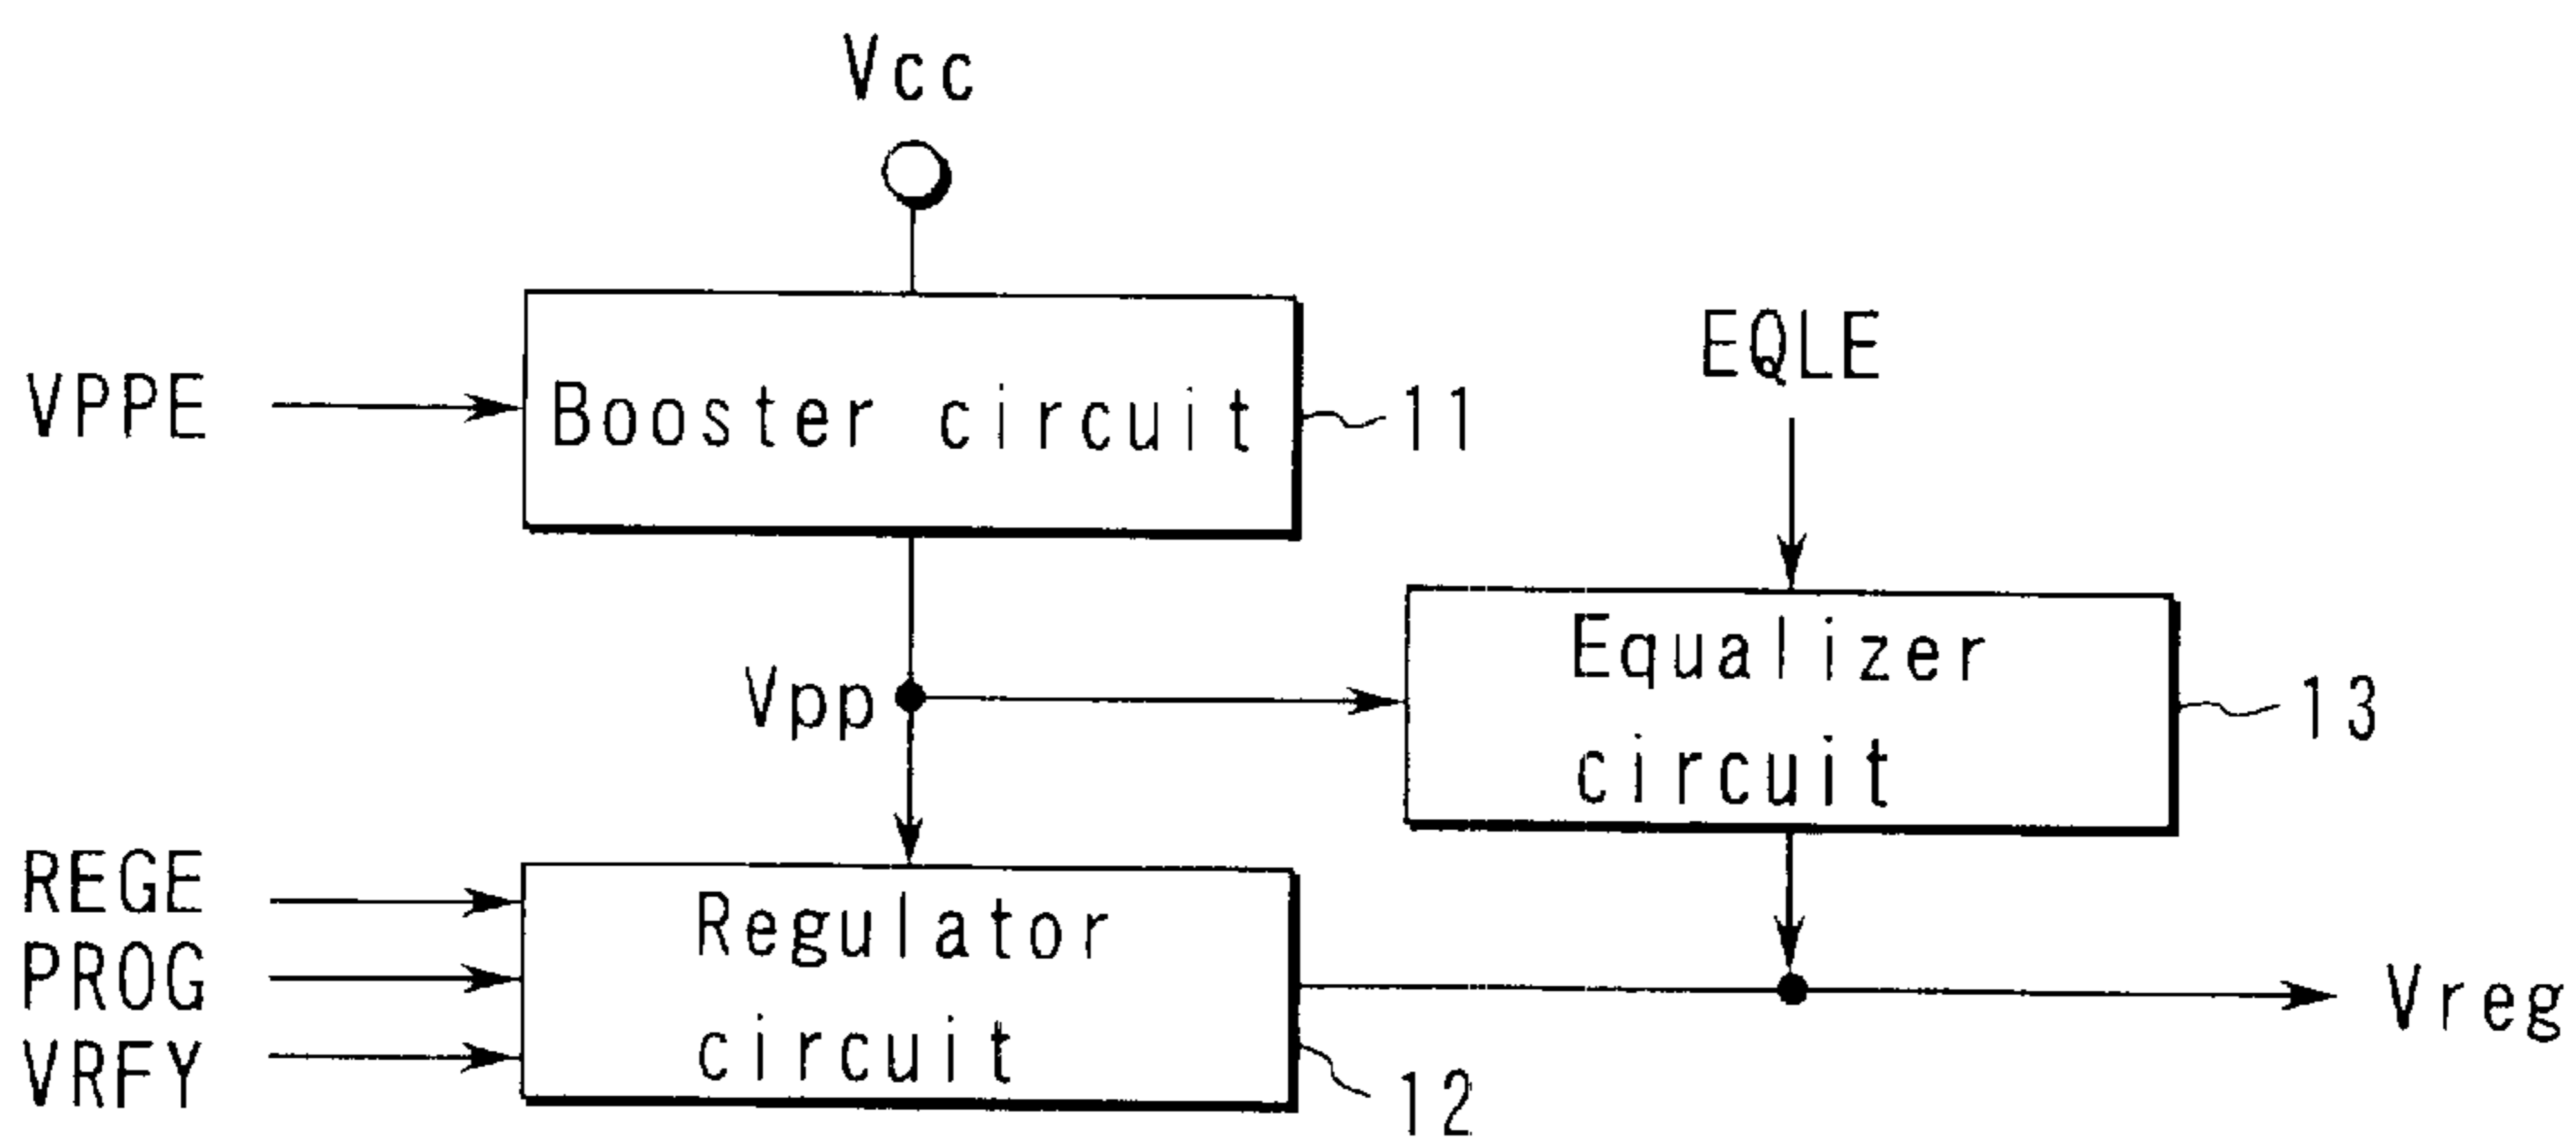 Vcc
VPPE
Booster circuit
11
EQLE
Equalizer
circuit
13
Vpp
REGE
PROG
VRFY
Regulator
circuit
12
Vreg